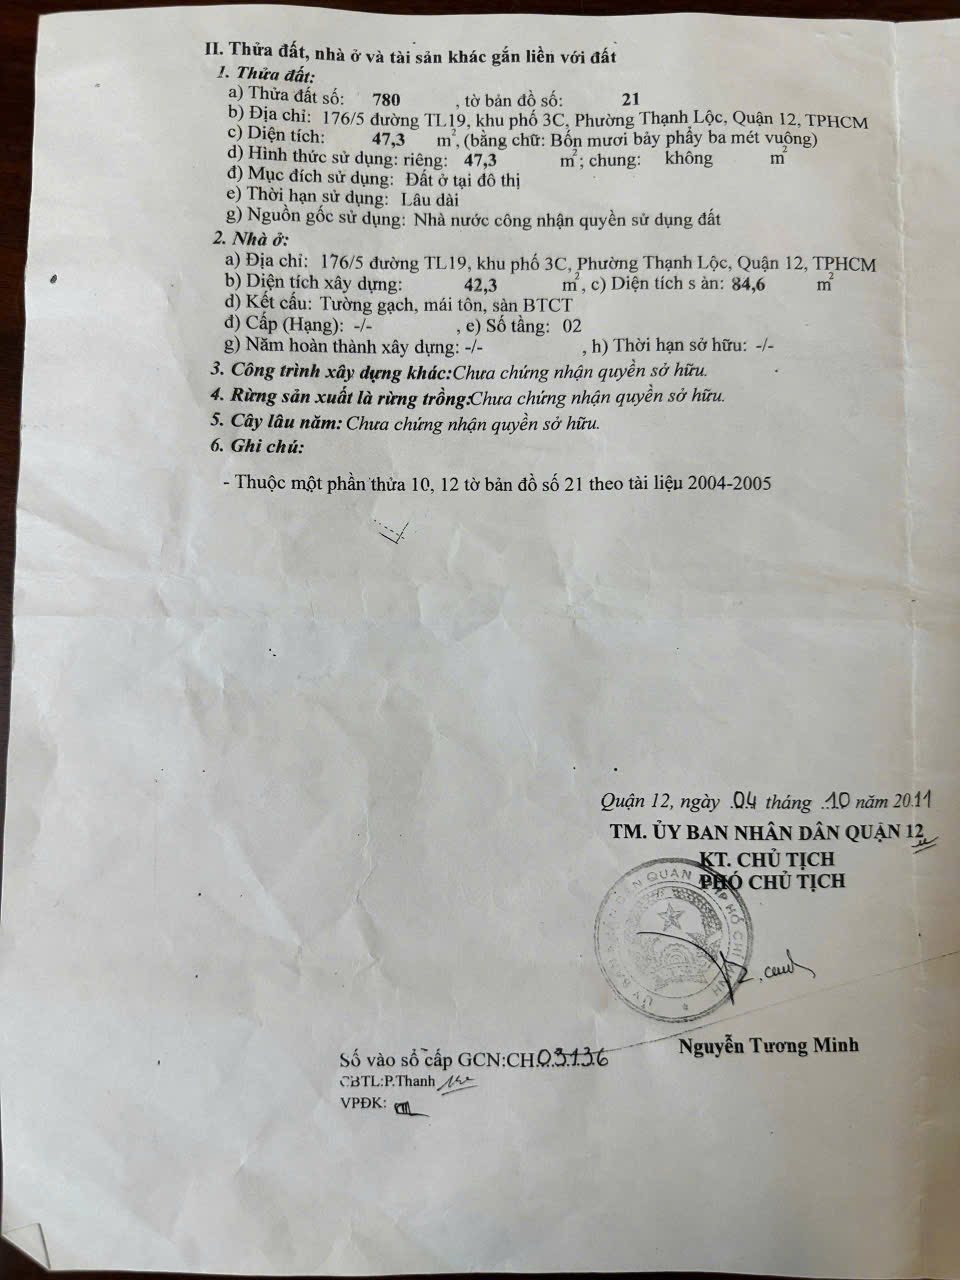 II. Thửa đất, nhà ở và tài sản khác gắn liền với đất
1. Thửa đất:
a) Thửa đất số: 780 , tờ bản đồ số: 21
b) Địa chỉ: 176/5 đường TL19, khu phố 3C, Phường Thạnh Lộc, Quận 12, TPHCM
c) Diện tích: 47,3 m², (bằng chữ: Bốn mươi bảy phẩy ba mét vuông)
d) Hình thức sử dụng: riêng: 47,3 m²; chung: không m²
đ) Mục đích sử dụng: Đất ở tại đô thị
e) Thời hạn sử dụng: Lâu dài
g) Nguồn gốc sử dụng: Nhà nước công nhận quyền sử dụng đất
2. Nhà ở:
a) Địa chỉ: 176/5 đường TL19, khu phố 3C, Phường Thạnh Lộc, Quận 12, TPHCM
b) Diện tích xây dựng: 42,3 m², c) Diện tích s àn: 84,6 m²
d) Kết cấu: Tường gạch, mái tôn, sàn BTCT
đ) Cấp (Hạng): -/- , e) Số tầng: 02
g) Năm hoàn thành xây dựng: -/- , h) Thời hạn sở hữu: -/-
3. Công trình xây dựng khác:Chưa chứng nhận quyền sở hữu.
4. Rừng sản xuất là rừng trồng:Chưa chứng nhận quyền sở hữu.
5. Cây lâu năm: Chưa chứng nhận quyền sở hữu.
6. Ghi chú:
- Thuộc một phần thửa 10, 12 tờ bản đồ số 21 theo tài liệu 2004-2005
Quận 12, ngày 04 tháng 10 năm 2011
TM. ỦY BAN NHÂN DÂN QUẬN 12
KT. CHỦ TỊCH
PHÓ CHỦ TỊCH
ỦY BAN NHÂN DÂN QUẬN TP HỒ CHÍ MINH
Nguyễn Tương Minh
Số vào sổ cấp GCN:CH03136
CBTL:P.Thanh
VPĐK: